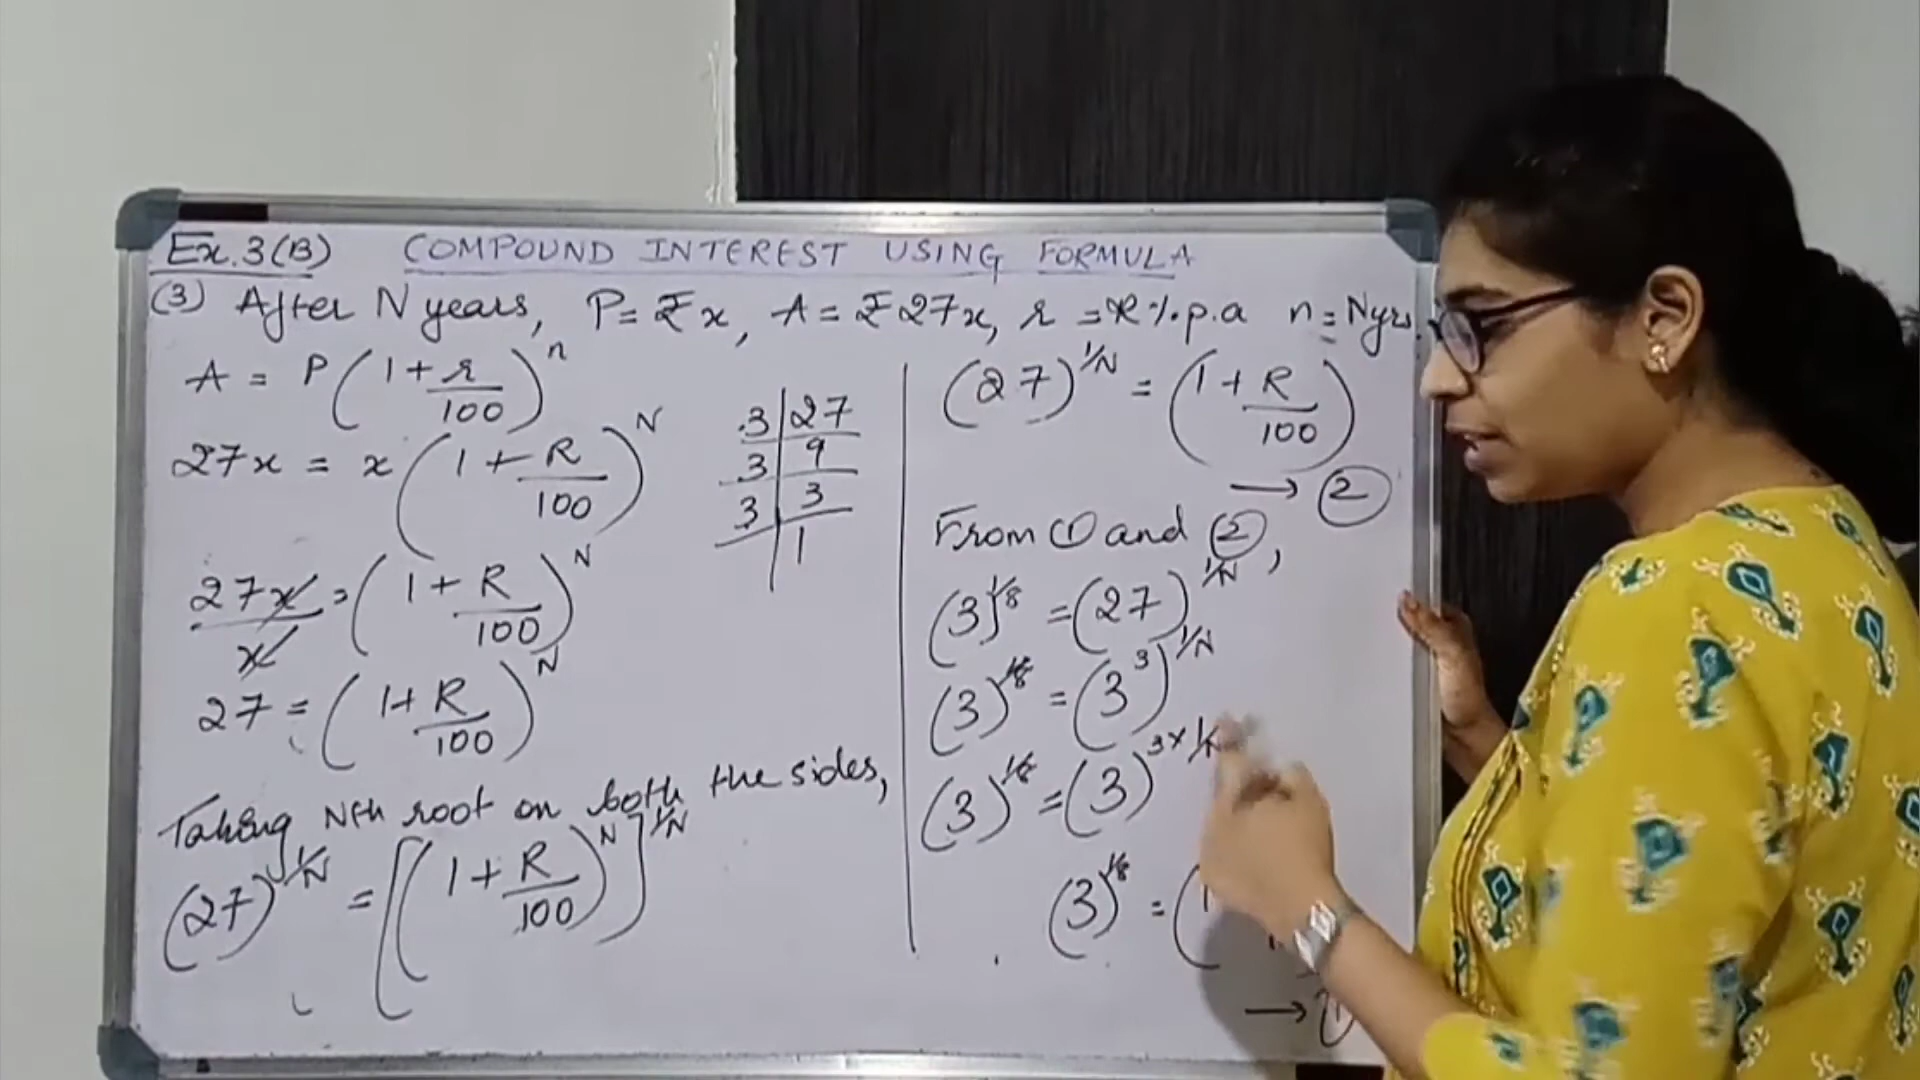 Ex.3(B) COMPOUND INTEREST USING FORMULA
(3) After N years, P = ₹x, A = ₹27x, r = R%.p.a n = Nyrs.
A = P(1 + r/100)^n
27x = x(1 + R/100)^N
27x/x = (1 + R/100)^N
27 = (1 + R/100)^N
Taking Nth root on both the sides,
(27)^1/N = [(1 + R/100)^N]^1/N
3 | 27
3 | 9
3 | 3
1
(27)^1/N = (1 + R/100)
→ ②
From ① and ②,
(3)^1/8 = (27)^1/N
(3)^1/8 = (3^3)^1/N
(3)^1/8 = (3)^3×1/N
(3)^1/8 = (1
→ ①